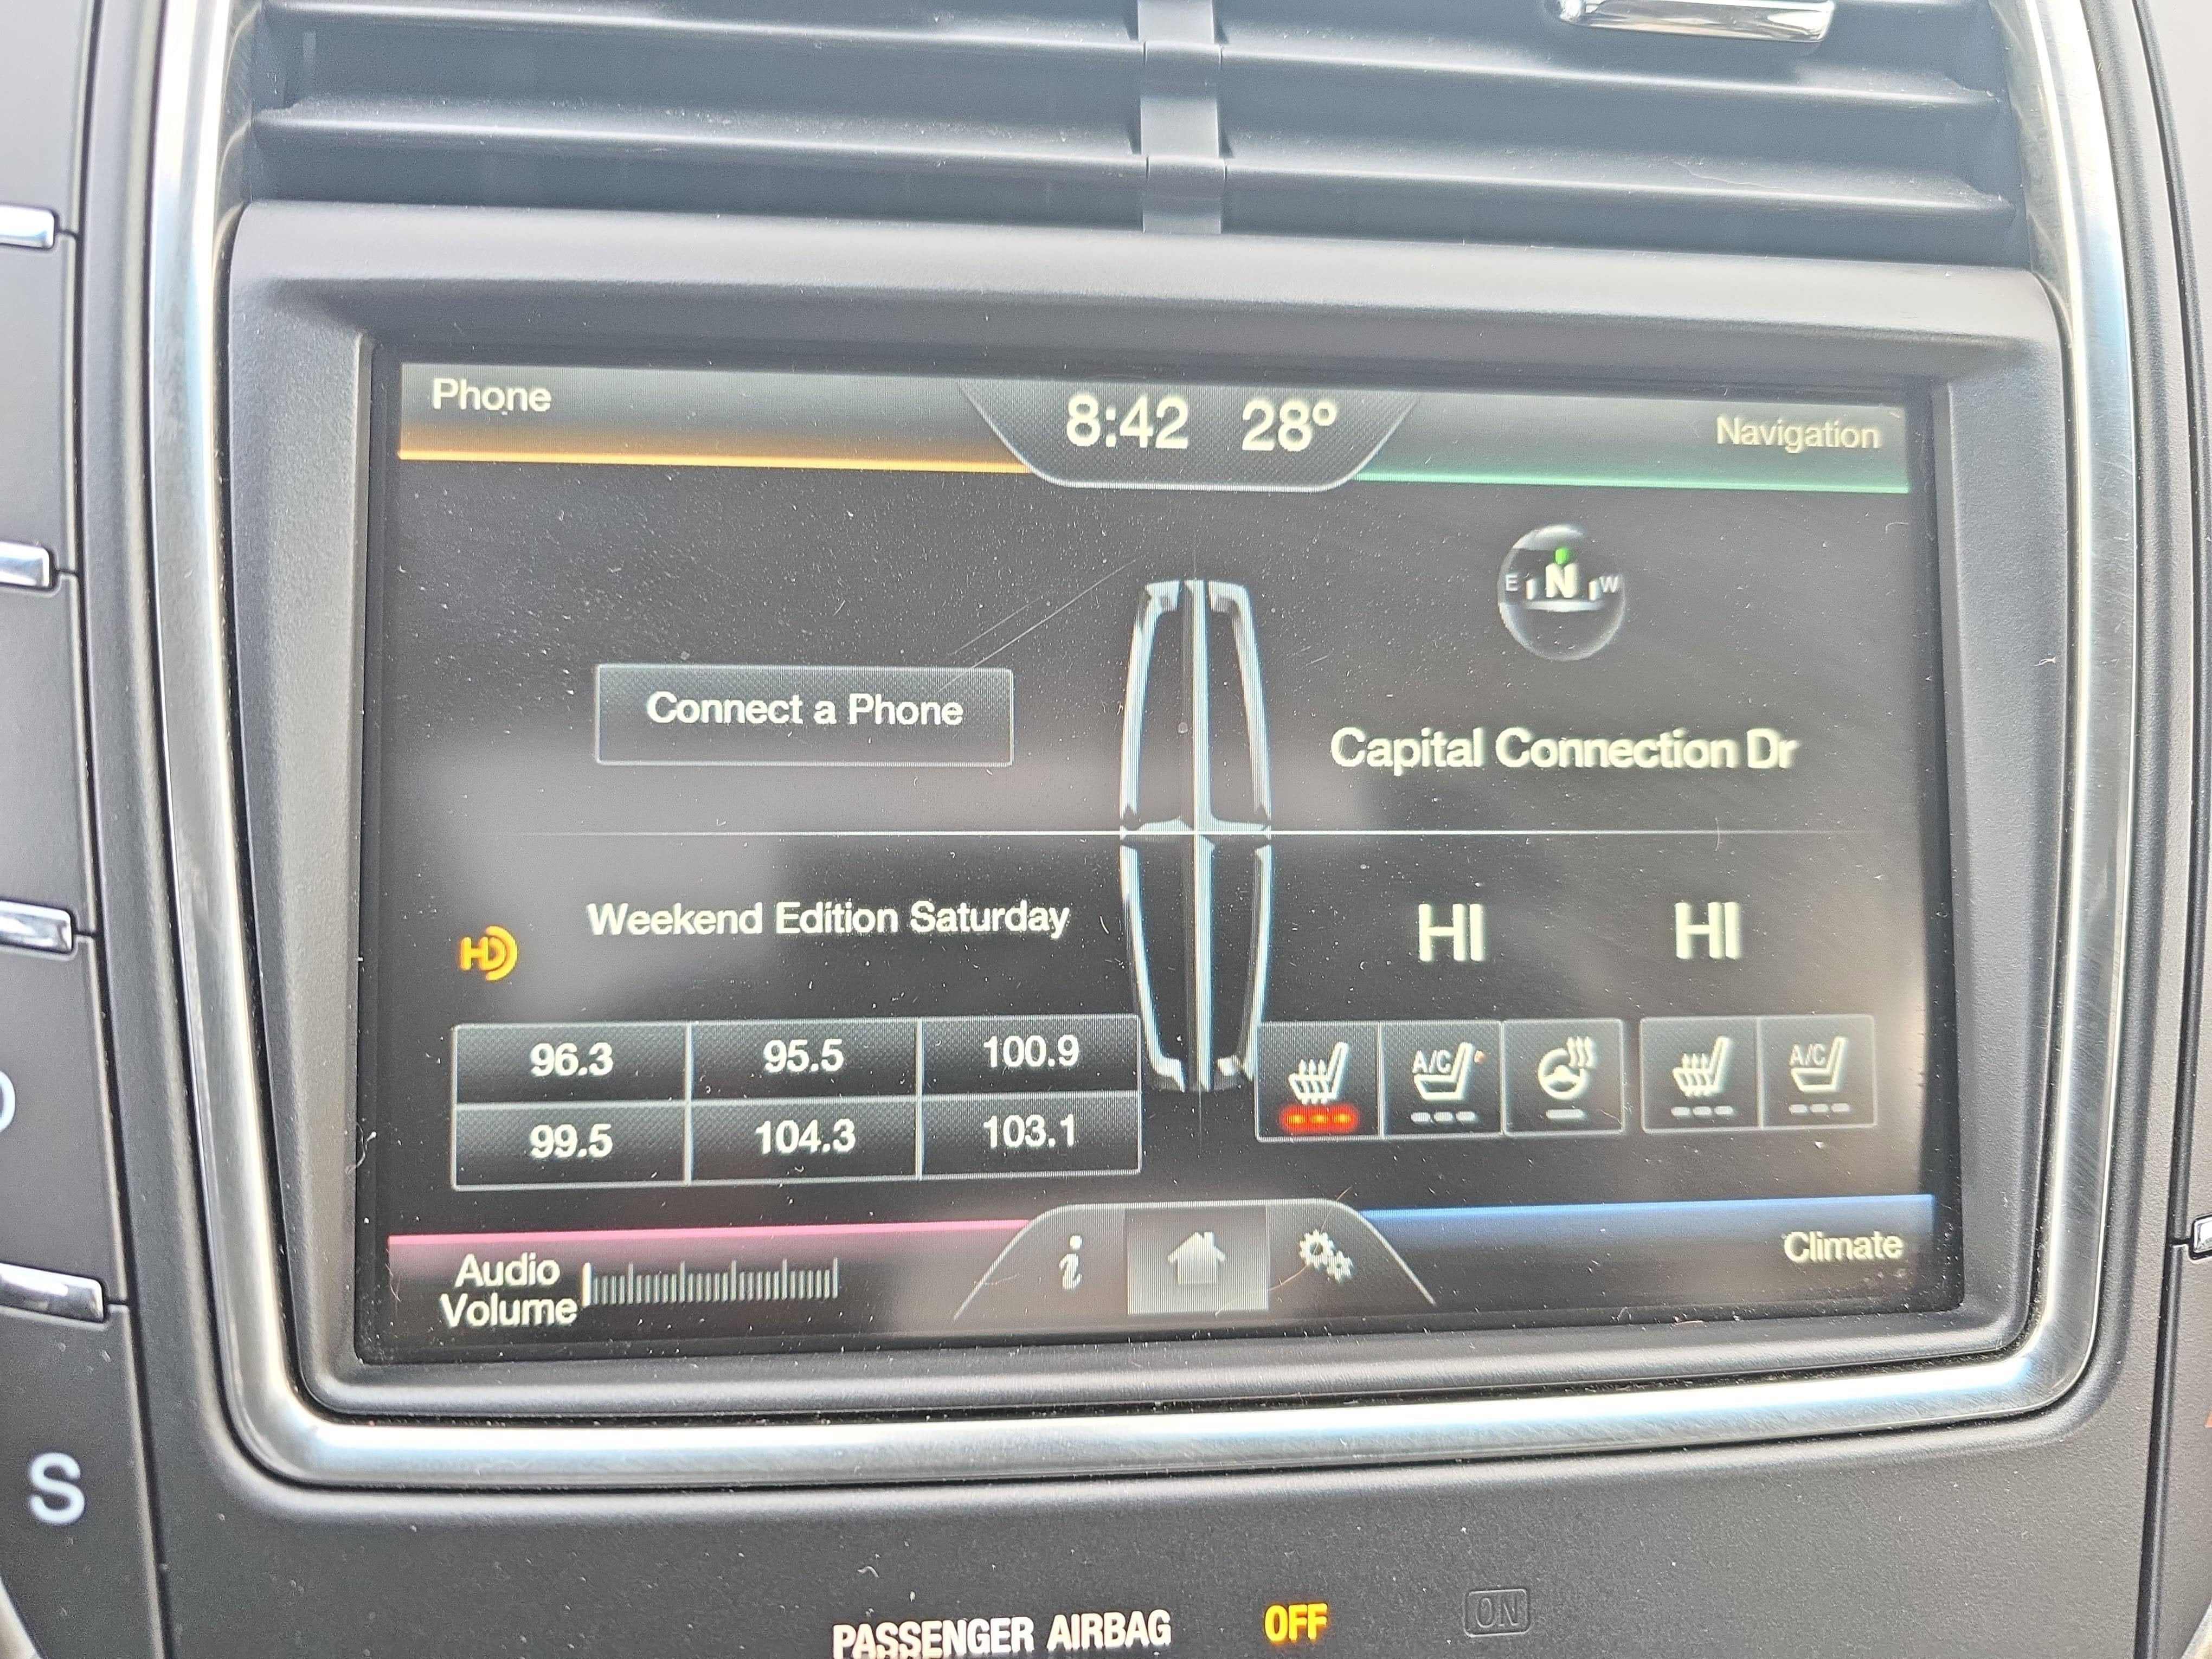 Phone
8:42 28°
Navigation
E N W
Connect a Phone
Capital Connection Dr
HD
Weekend Edition Saturday
HI HI
96.3 95.5 100.9
99.5 104.3 103.1
A/C A/C
Audio
Volume
i
Climate
S
PASSENGER AIRBAG OFF ON